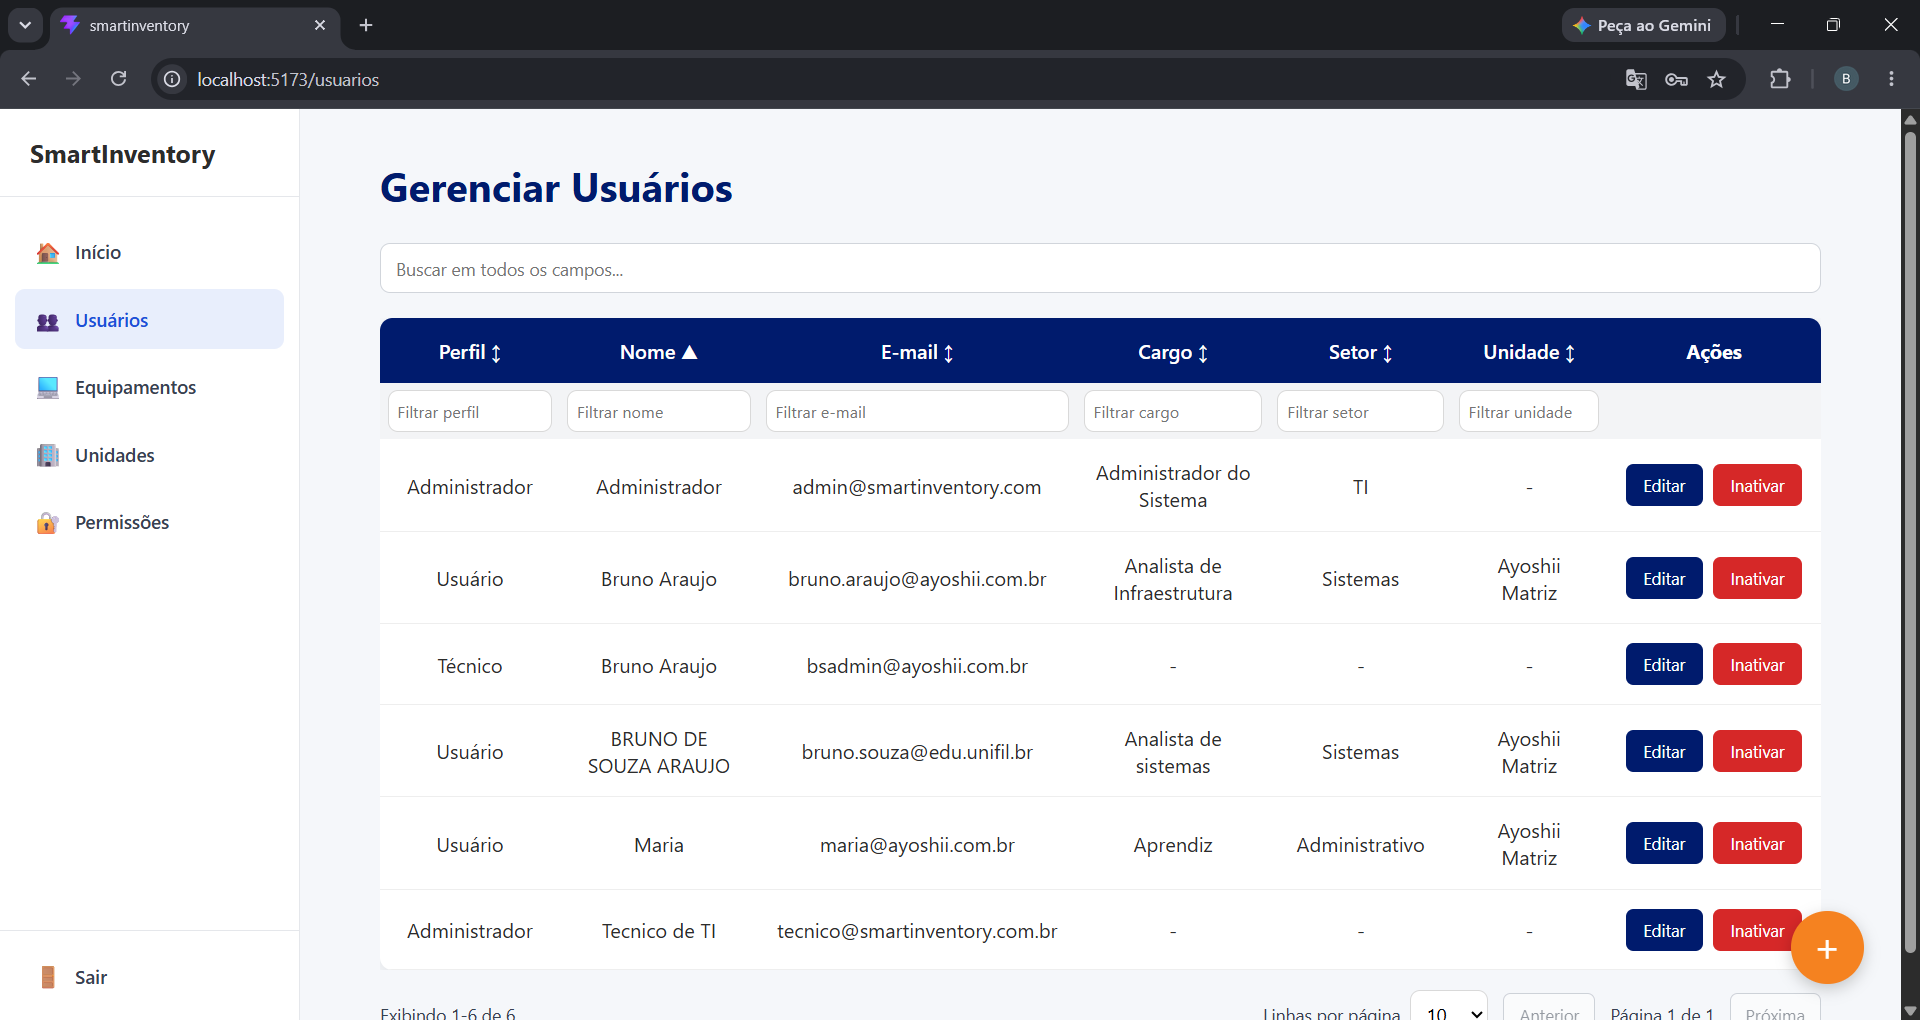 smartinventory
Peça ao Gemini
localhost:5173/usuarios
B
SmartInventory
Início
Usuários
Equipamentos
Unidades
Permissões
Sair
Gerenciar Usuários
Buscar em todos os campos...
Perfil ↕ Nome ▲ E-mail ↕ Cargo ↕ Setor ↕ Unidade ↕ Ações
Filtrar perfil Filtrar nome Filtrar e-mail Filtrar cargo Filtrar setor Filtrar unidade
Administrador Administrador admin@smartinventory.com Administrador do Sistema TI - Editar Inativar
Usuário Bruno Araujo bruno.araujo@ayoshii.com.br Analista de Infraestrutura Sistemas Ayoshii Matriz Editar Inativar
Técnico Bruno Araujo bsadmin@ayoshii.com.br - - - Editar Inativar
Usuário BRUNO DE SOUZA ARAUJO bruno.souza@edu.unifil.br Analista de sistemas Sistemas Ayoshii Matriz Editar Inativar
Usuário Maria maria@ayoshii.com.br Aprendiz Administrativo Ayoshii Matriz Editar Inativar
Administrador Tecnico de TI tecnico@smartinventory.com.br - - - Editar Inativar
+
Exibindo 1-6 de 6 Linhas por página 10 Anterior Página 1 de 1 Próxima